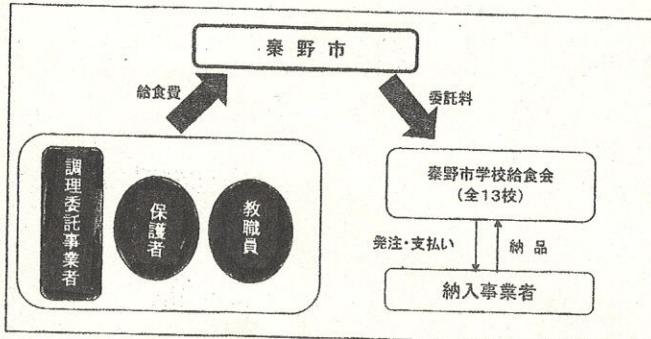 秦野市
給食費
委託料
調理委託事業者
保護者
教職員
秦野市学校給食会
(全13校)
発注・支払い
納品
納入事業者